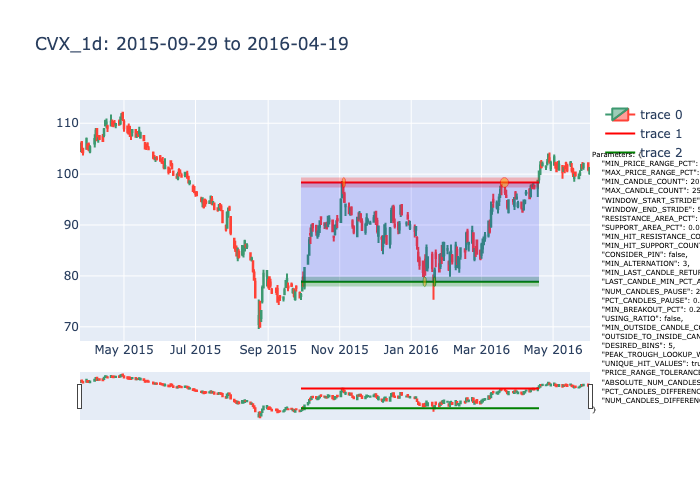 CVX_1d: 2015-09-29 to 2016-04-19
110
100
90
80
70
May 2015
Jul 2015
Sep 2015
Nov 2015
Jan 2016
Mar 2016
May 2016
trace 0
trace 1
trace 2
Parameters: {
"MIN_PRICE_RANGE_PCT":
"MAX_PRICE_RANGE_PCT":
"MIN_CANDLE_COUNT": 20
"MAX_CANDLE_COUNT": 25
"WINDOW_START_STRIDE"
"WINDOW_END_STRIDE": 5
"RESISTANCE_AREA_PCT":
"SUPPORT_AREA_PCT": 0.0
"MIN_HIT_RESISTANCE_CO
"MIN_HIT_SUPPORT_COUNT
"CONSIDER_PIN": false,
"MIN_ALTERNATION": 3,
"MIN_LAST_CANDLE_RETUR
"LAST_CANDLE_MIN_PCT_A
"NUM_CANDLES_PAUSE": 2
"PCT_CANDLES_PAUSE": 0.
"MIN_BREAKOUT_PCT": 0.2
"USING_RATIO": false,
"MIN_OUTSIDE_CANDLE_CO
"OUTSIDE_TO_INSIDE_CAN
"DESIRED_BINS": 5,
"PEAK_TROUGH_LOOKUP_W
"UNIQUE_HIT_VALUES": tru
"PRICE_RANGE_TOLERANCE
"ABSOLUTE_NUM_CANDLES
"PCT_CANDLES_DIFFERENC
"NUM_CANDLES_DIFFEREN
}